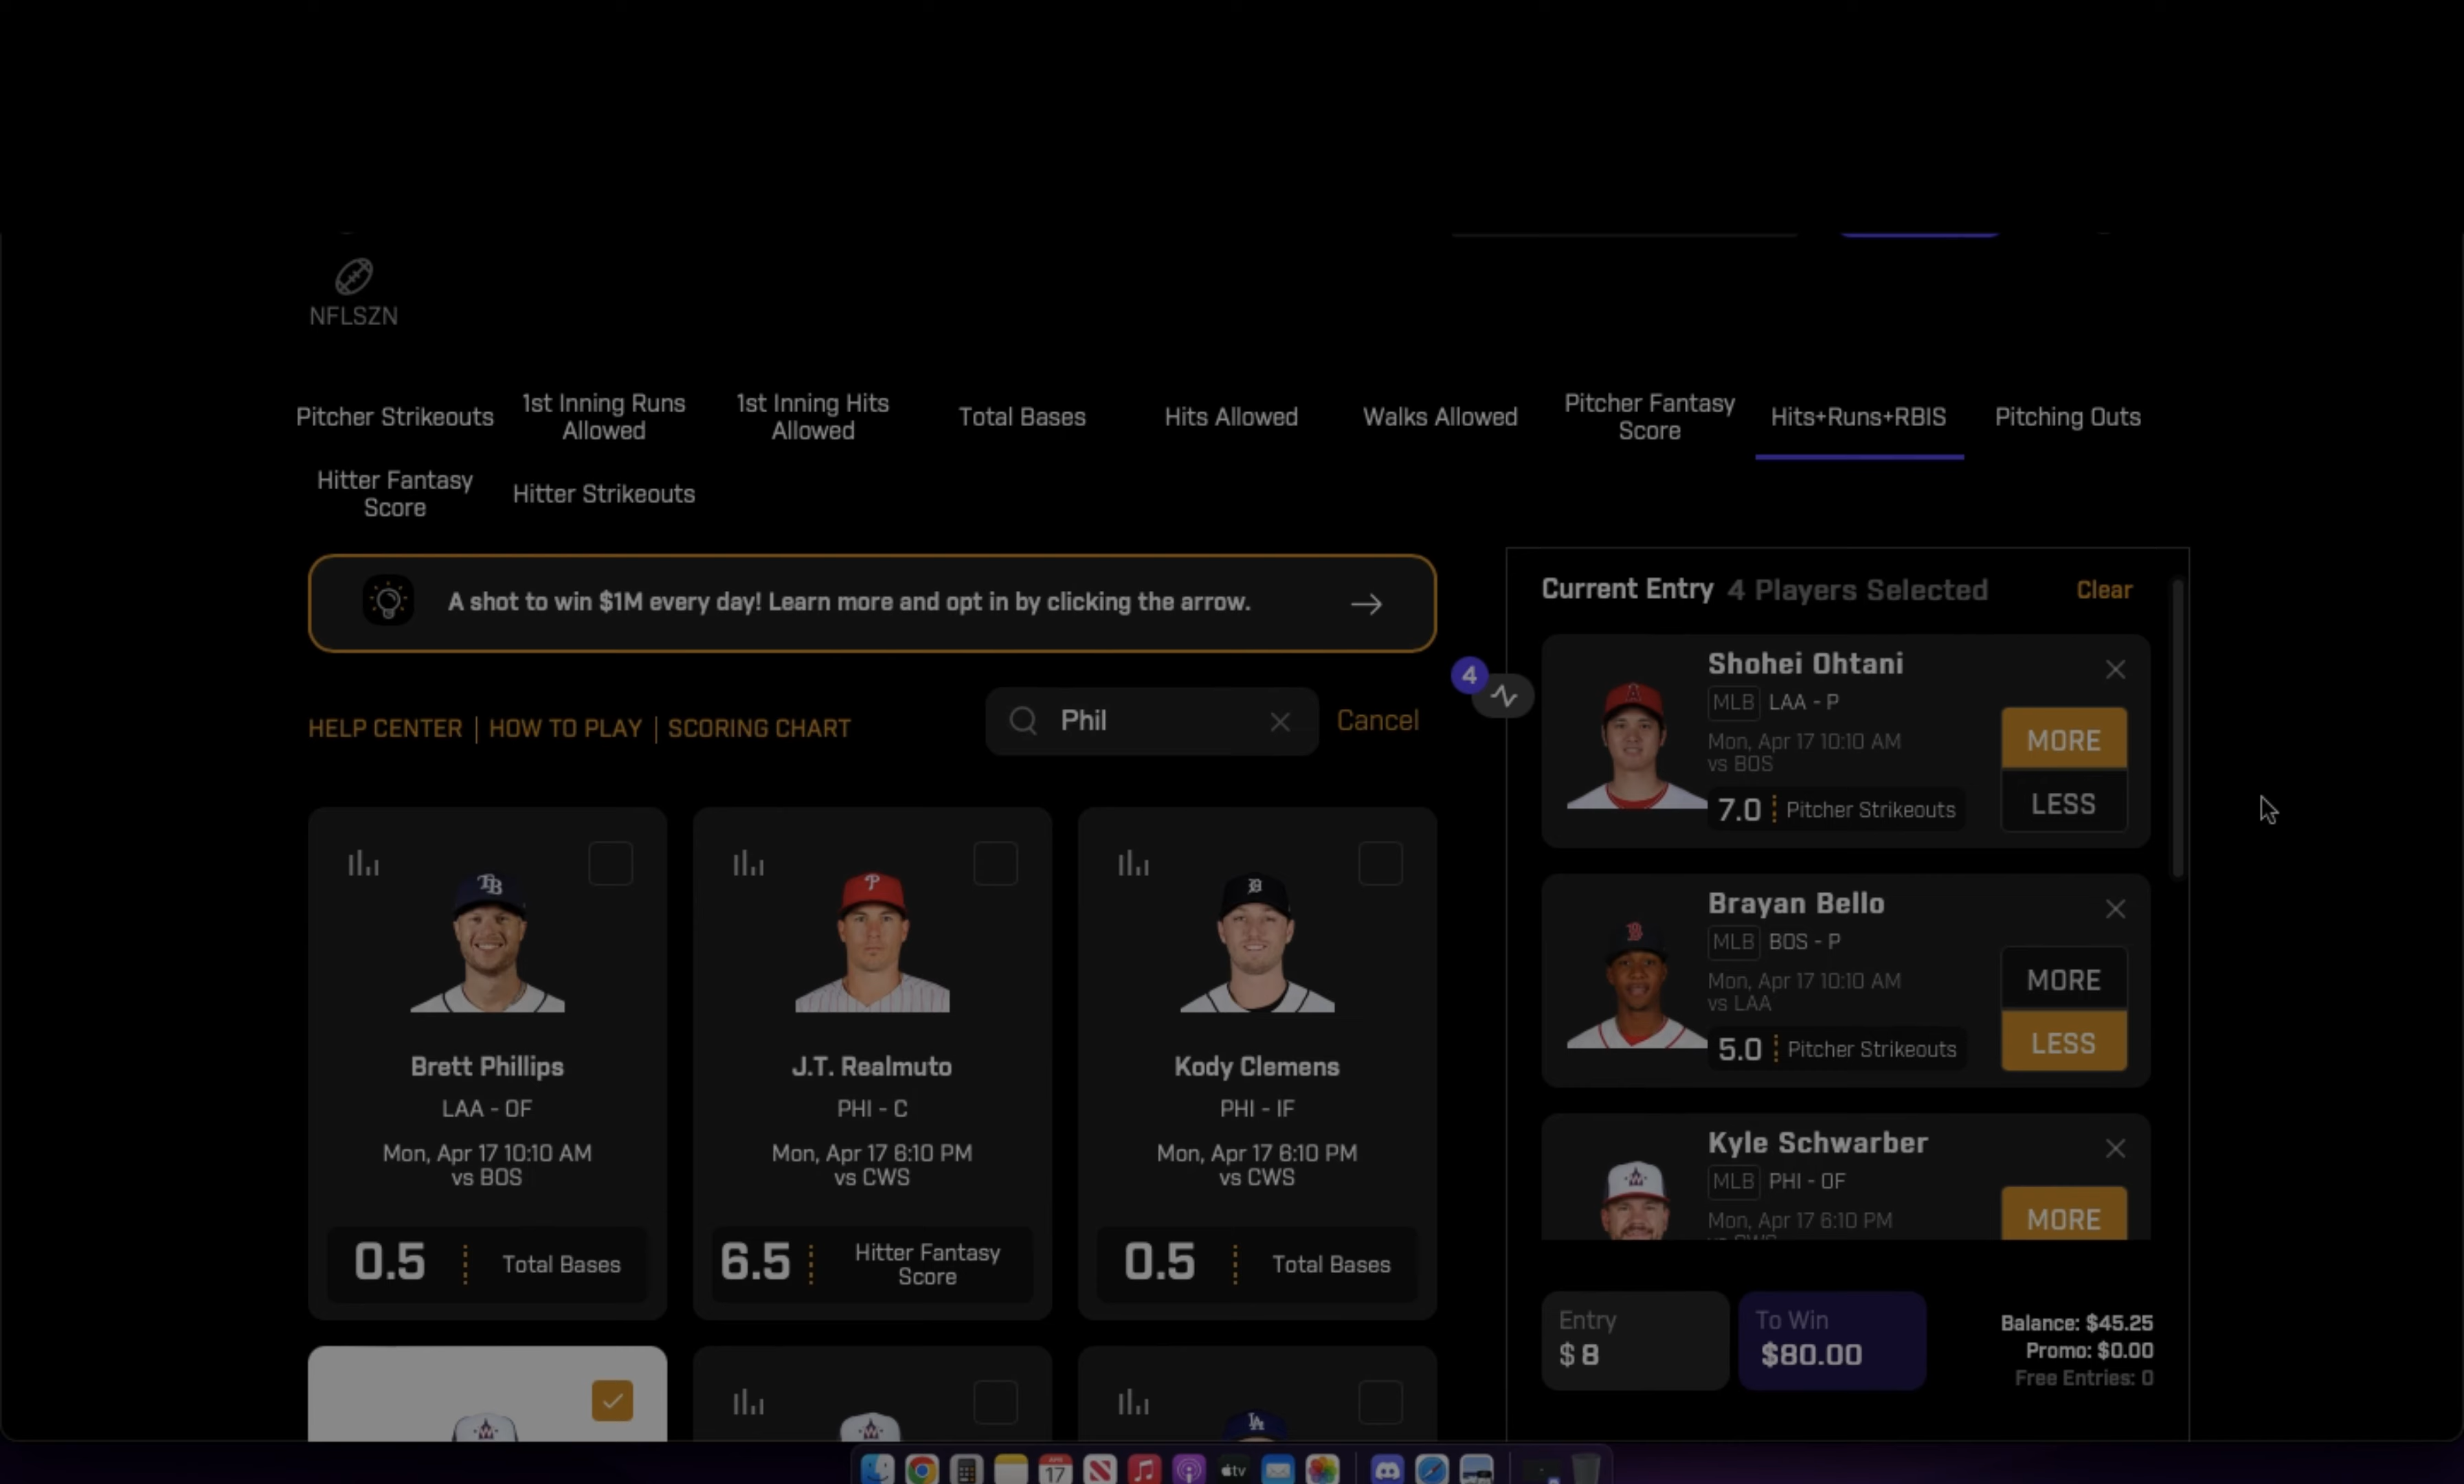 NFLSZN
Pitcher Strikeouts
1st Inning Runs
Allowed
1st Inning Hits
Allowed
Total Bases
Hits Allowed
Walks Allowed
Pitcher Fantasy
Score
Hits+Runs+RBIS
Pitching Outs
Hitter Fantasy
Score
Hitter Strikeouts
A shot to win $1M every day! Learn more and opt in by clicking the arrow.
HELP CENTER | HOW TO PLAY | SCORING CHART
Phil
Cancel
Brett Phillips
LAA - OF
Mon, Apr 17 10:10 AM
vs BOS
0.5 Total Bases
J.T. Realmuto
PHI - C
Mon, Apr 17 6:10 PM
vs CWS
6.5 Hitter Fantasy
Score
Kody Clemens
PHI - IF
Mon, Apr 17 6:10 PM
vs CWS
0.5 Total Bases
Current Entry 4 Players Selected Clear
4
Shohei Ohtani
MLB LAA - P
Mon, Apr 17 10:10 AM
vs BOS
7.0 Pitcher Strikeouts
MORE
LESS
Brayan Bello
MLB BOS - P
Mon, Apr 17 10:10 AM
vs LAA
5.0 Pitcher Strikeouts
MORE
LESS
Kyle Schwarber
MLB PHI - OF
Mon, Apr 17 6:10 PM
vs CWS
MORE
Entry
$ 8
To Win
$80.00
Balance: $45.25
Promo: $0.00
Free Entries: 0
APR
17
tv